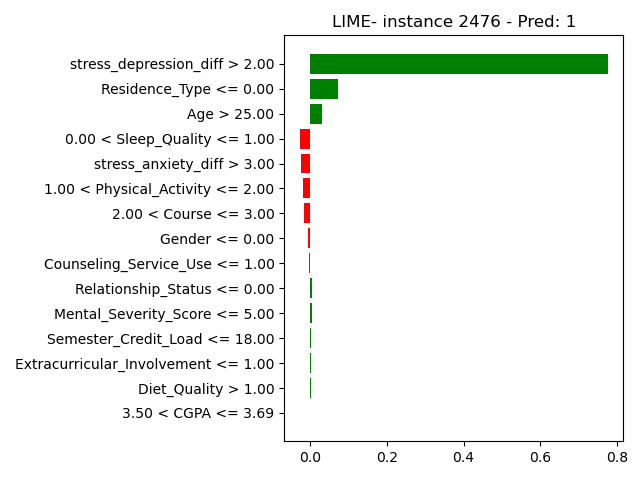 LIME- instance 2476 - Pred: 1
stress_depression_diff > 2.00
Residence_Type <= 0.00
Age > 25.00
0.00 < Sleep_Quality <= 1.00
stress_anxiety_diff > 3.00
1.00 < Physical_Activity <= 2.00
2.00 < Course <= 3.00
Gender <= 0.00
Counseling_Service_Use <= 1.00
Relationship_Status <= 0.00
Mental_Severity_Score <= 5.00
Semester_Credit_Load <= 18.00
Extracurricular_Involvement <= 1.00
Diet_Quality > 1.00
3.50 < CGPA <= 3.69
0.0 0.2 0.4 0.6 0.8